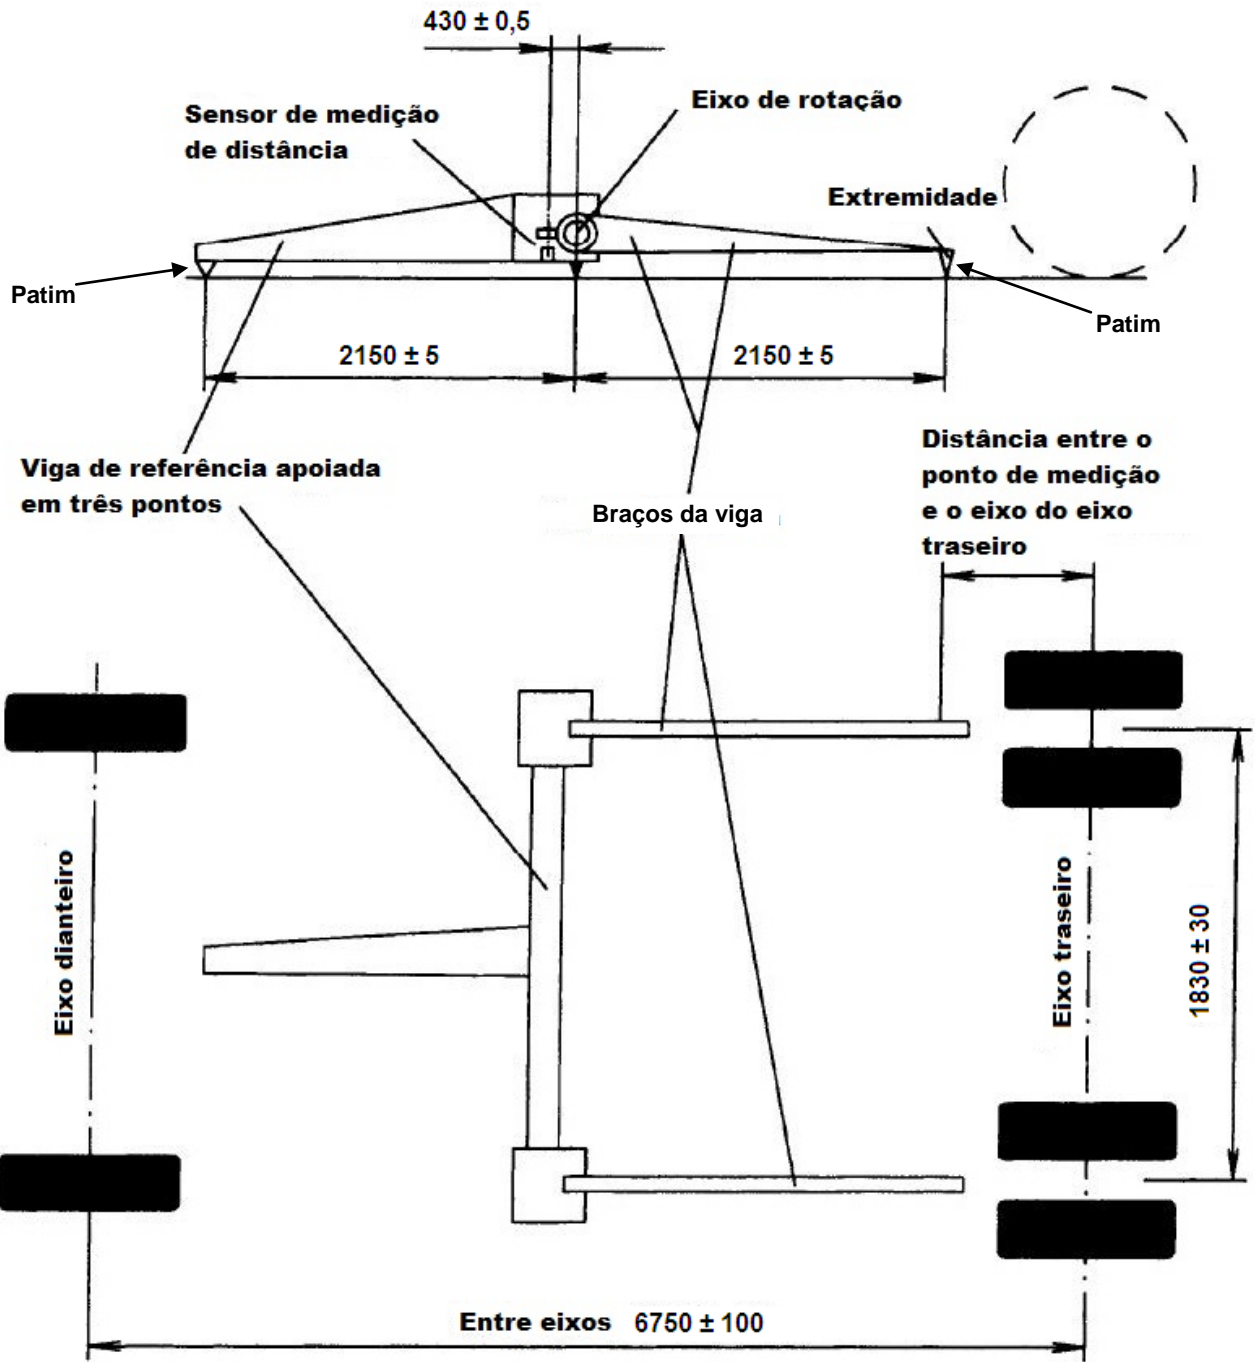 430 ± 0,5
Sensor de medição
de distância
Eixo de rotação
Extremidade
Patim
Patim
2150 ± 5
2150 ± 5
Viga de referência apoiada
em três pontos
Braços da viga
Distância entre o
ponto de medição
e o eixo do eixo
traseiro
Eixo dianteiro
Eixo traseiro
1830 ± 30
Entre eixos 6750 ± 100